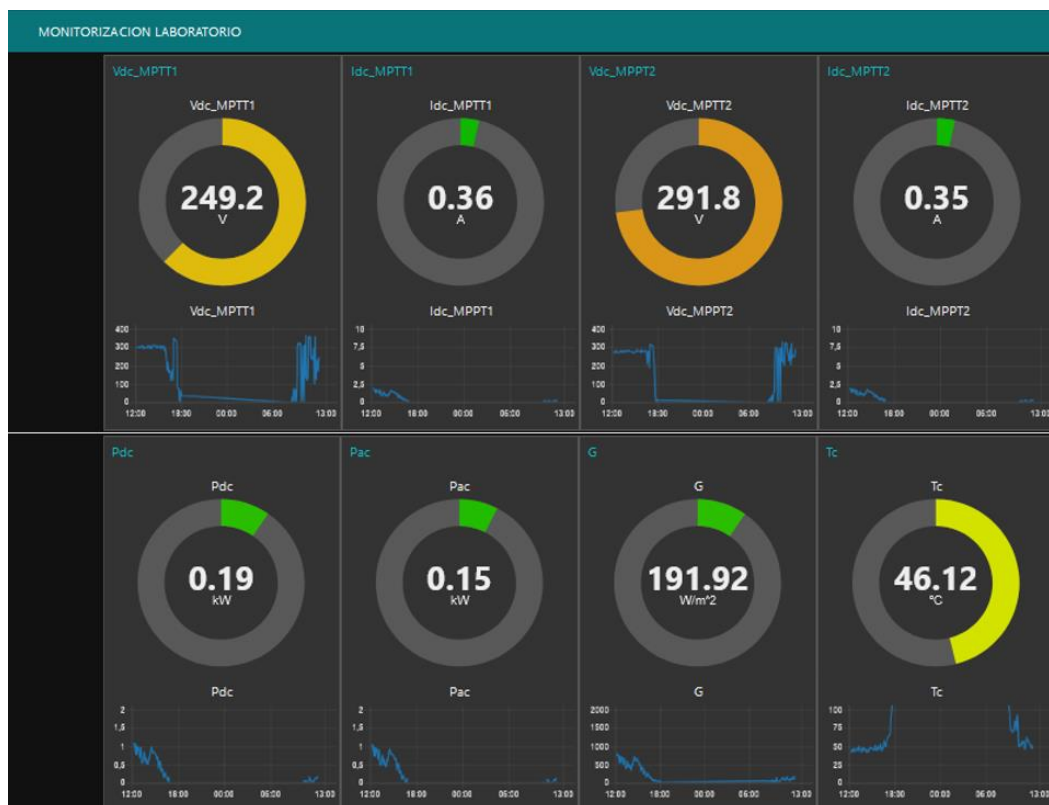 MONITORIZACION LABORATORIO
Vdc_MPTT1 Idc_MPTT1 Vdc_MPPT2 Idc_MPTT2
Vdc_MPTT1 Idc_MPTT1 Vdc_MPTT2 Idc_MPTT2
249.2 0.36 291.8 0.35
V A V A
Vdc_MPTT1 Idc_MPPT1 Vdc_MPPT2 Idc_MPPT2
400 10 400 10
300 7,5 300 7,5
200 5 200 5
100 2,5 100 2,5
0 0 0 0
12:00 18:00 00:00 06:00 13:00 12:00 18:00 00:00 06:00 13:00 12:00 18:00 00:00 06:00 13:00 12:00 18:00 00:00 06:00 13:00
Pdc Pac G Tc
Pdc Pac G Tc
0.19 0.15 191.92 46.12
kW kW W/m^2 ºC
Pdc Pac G Tc
2 2 2000 100
1,5 1,5 1500 75
1 1 1000 50
0,5 0,5 500 25
0 0 0 0
12:00 18:00 00:00 06:00 13:00 12:00 18:00 00:00 06:00 13:00 12:00 18:00 00:00 06:00 13:00 12:00 18:00 00:00 06:00 13:00